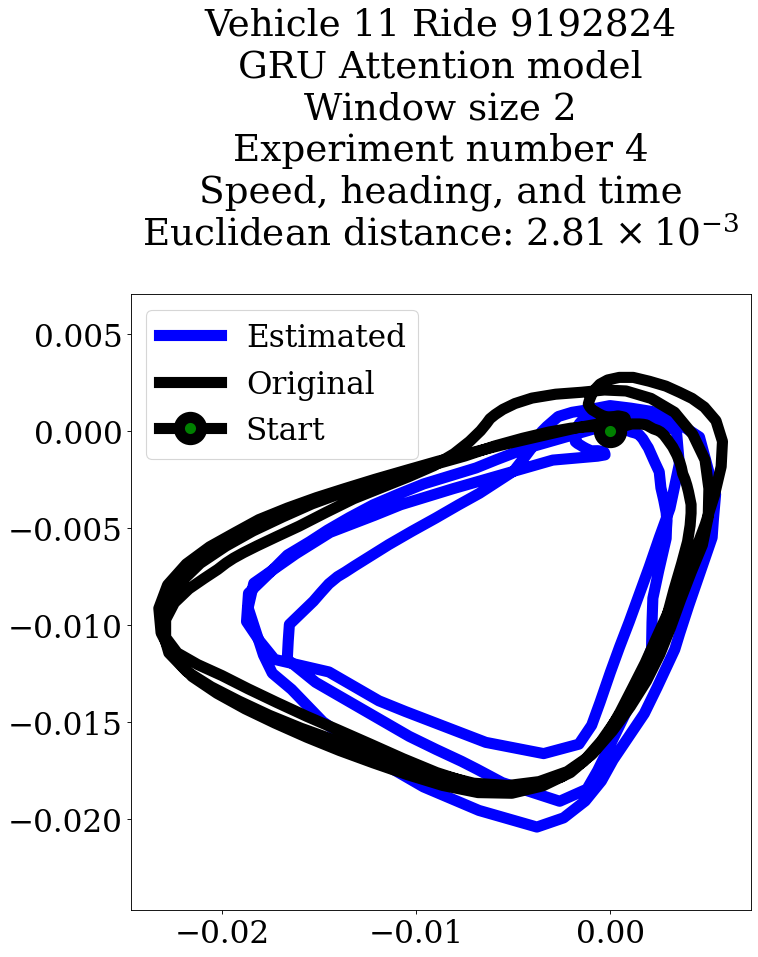 Vehicle 11 Ride 9192824
GRU Attention model
Window size 2
Experiment number 4
Speed, heading, and time
Euclidean distance: 2.81 × 10⁻³
Estimated
Original
Start
0.005
0.000
−0.005
−0.010
−0.015
−0.020
−0.02 −0.01 0.00